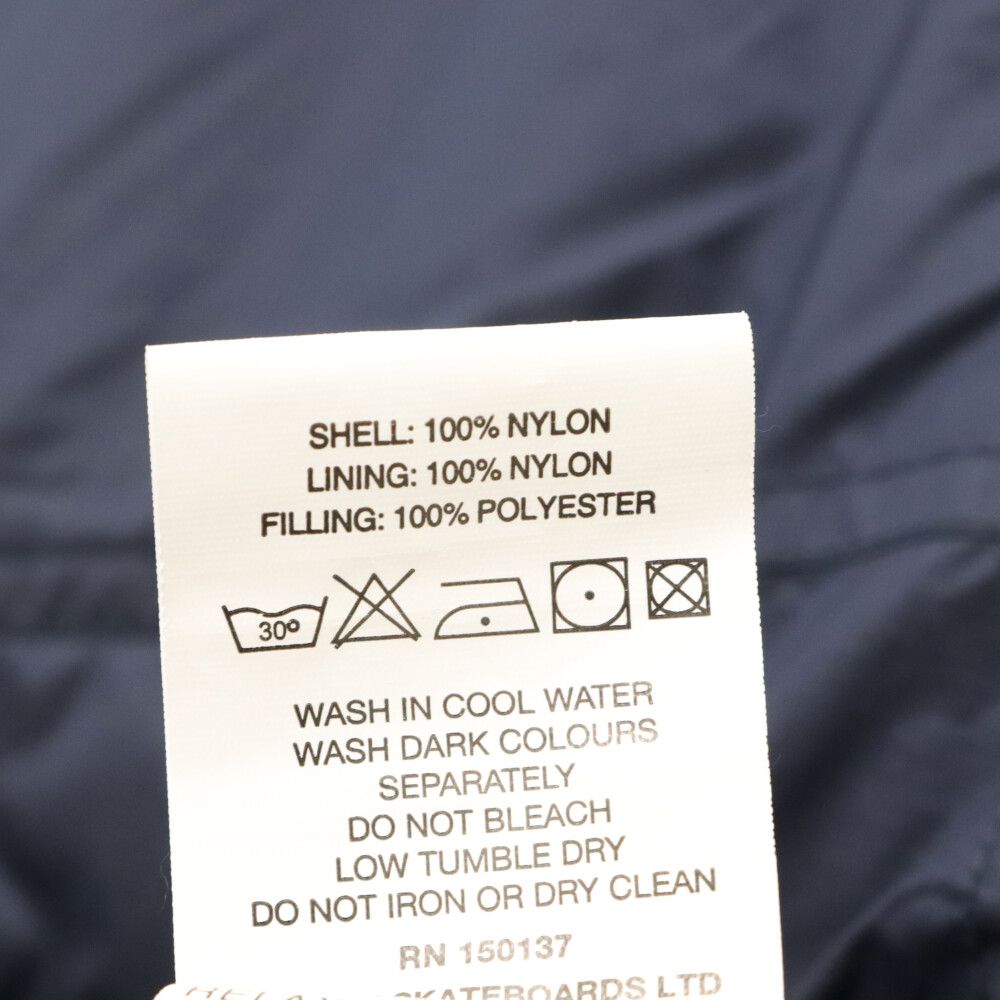 SHELL: 100% NYLON
LINING: 100% NYLON
FILLING: 100% POLYESTER
30°
WASH IN COOL WATER
WASH DARK COLOURS
SEPARATELY
DO NOT BLEACH
LOW TUMBLE DRY
DO NOT IRON OR DRY CLEAN
RN 150137
SKATEBOARDS LTD